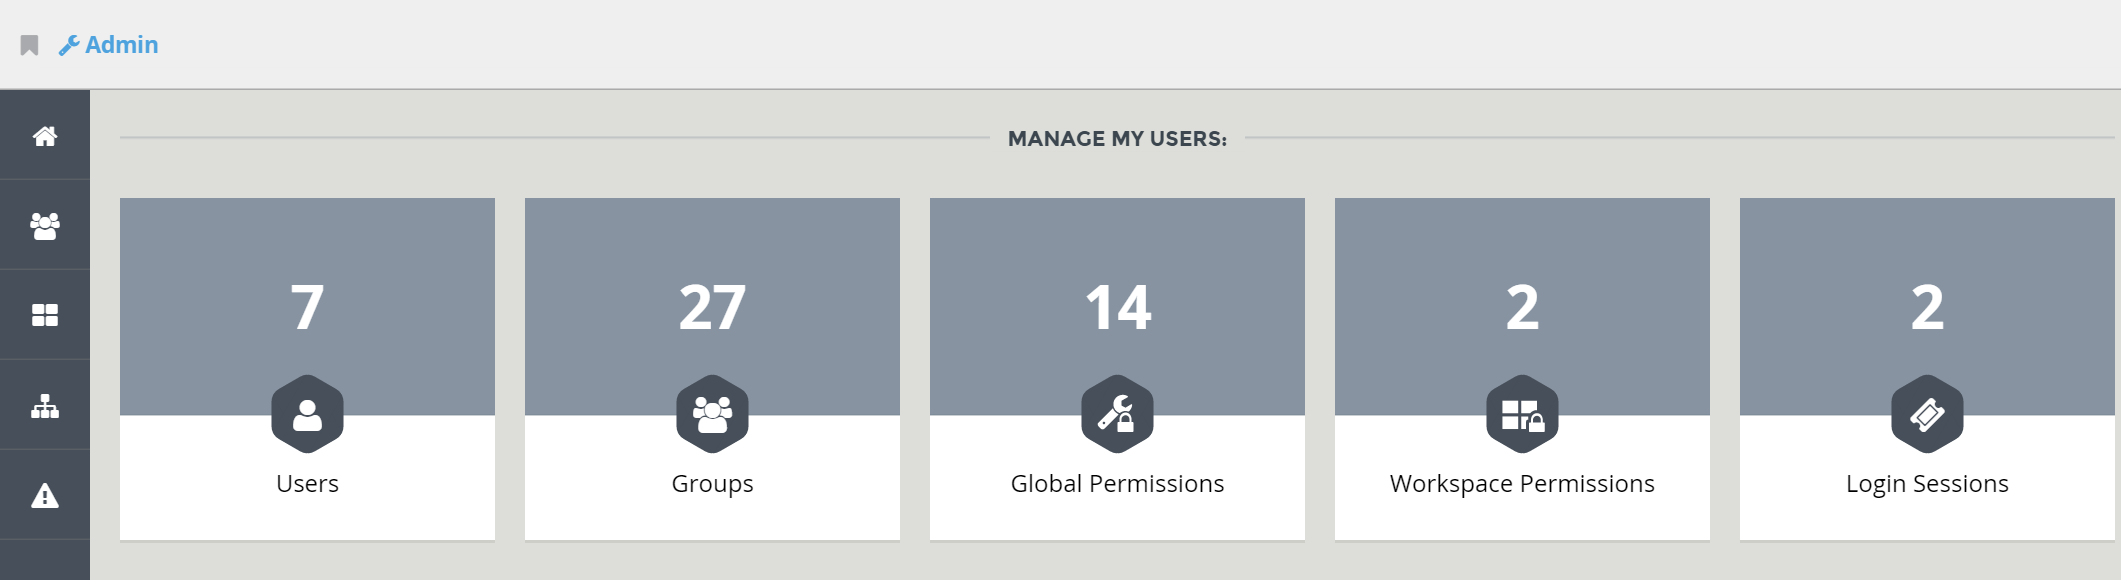 Admin
MANAGE MY USERS:
7
27
14
2
2
Users
Groups
Global Permissions
Workspace Permissions
Login Sessions